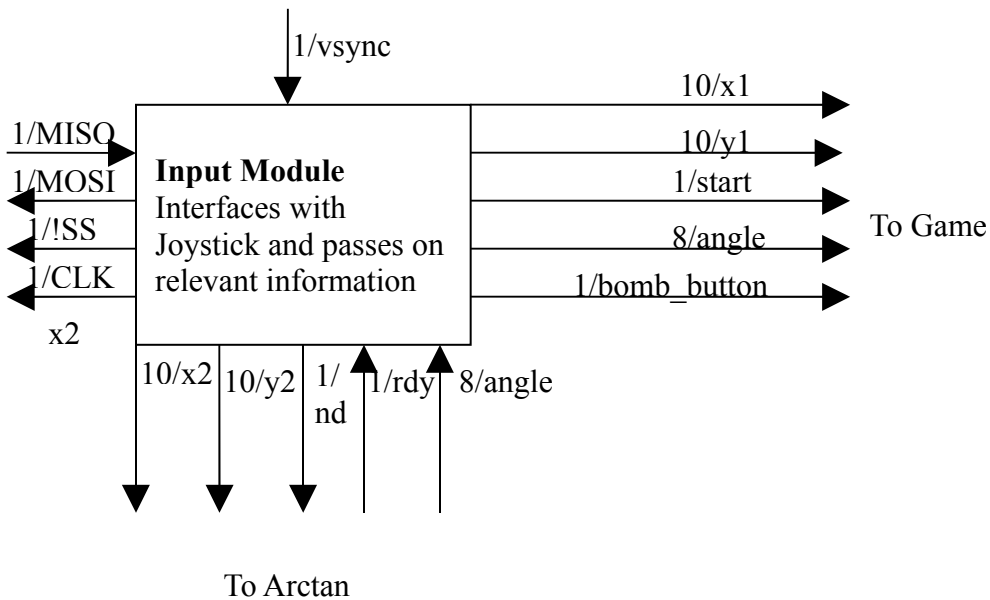 1/vsync
10/x1
1/MISO
10/y1
Input Module
1/MOSI
1/start
Interfaces with
To Game
1/!SS
Joystick and passes on
8/angle
relevant information
1/CLK
1/bomb_button
x2
10/x2
10/y2
1/
nd
1/rdy
8/angle
To Arctan